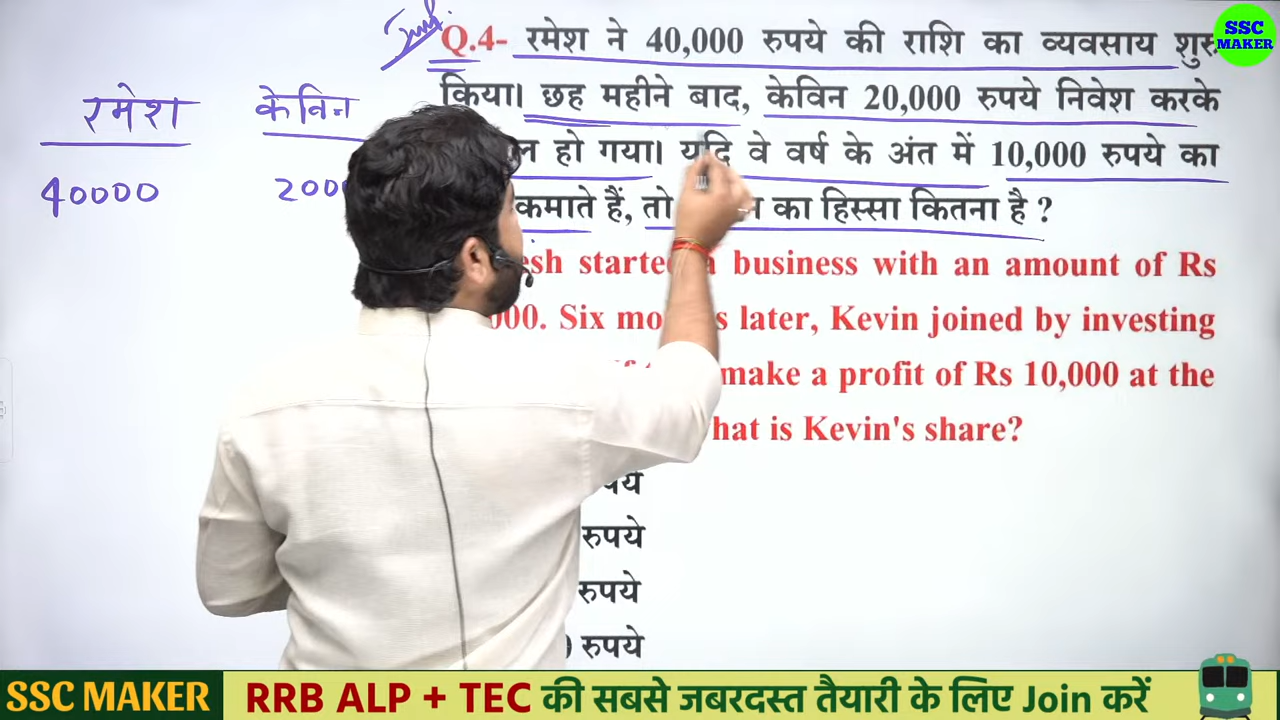 Q.4- रमेश ने 40,000 रुपये की राशि का व्यवसाय शुरु
किया। छह महीने बाद, केविन 20,000 रुपये निवेश करके
हो गया। यदि वे वर्ष के अंत में 10,000 रुपये का
कमाते हैं, तो का हिस्सा कितना है ?
started a business with an amount of Rs
Six later, Kevin joined by investing
make a profit of Rs 10,000 at the
is Kevin's share?
रुपये
रुपये
रुपये
रमेश केविन
40000
SSC
MAKER
SSC MAKER RRB ALP + TEC की सबसे जबरदस्त तैयारी के लिए Join करें